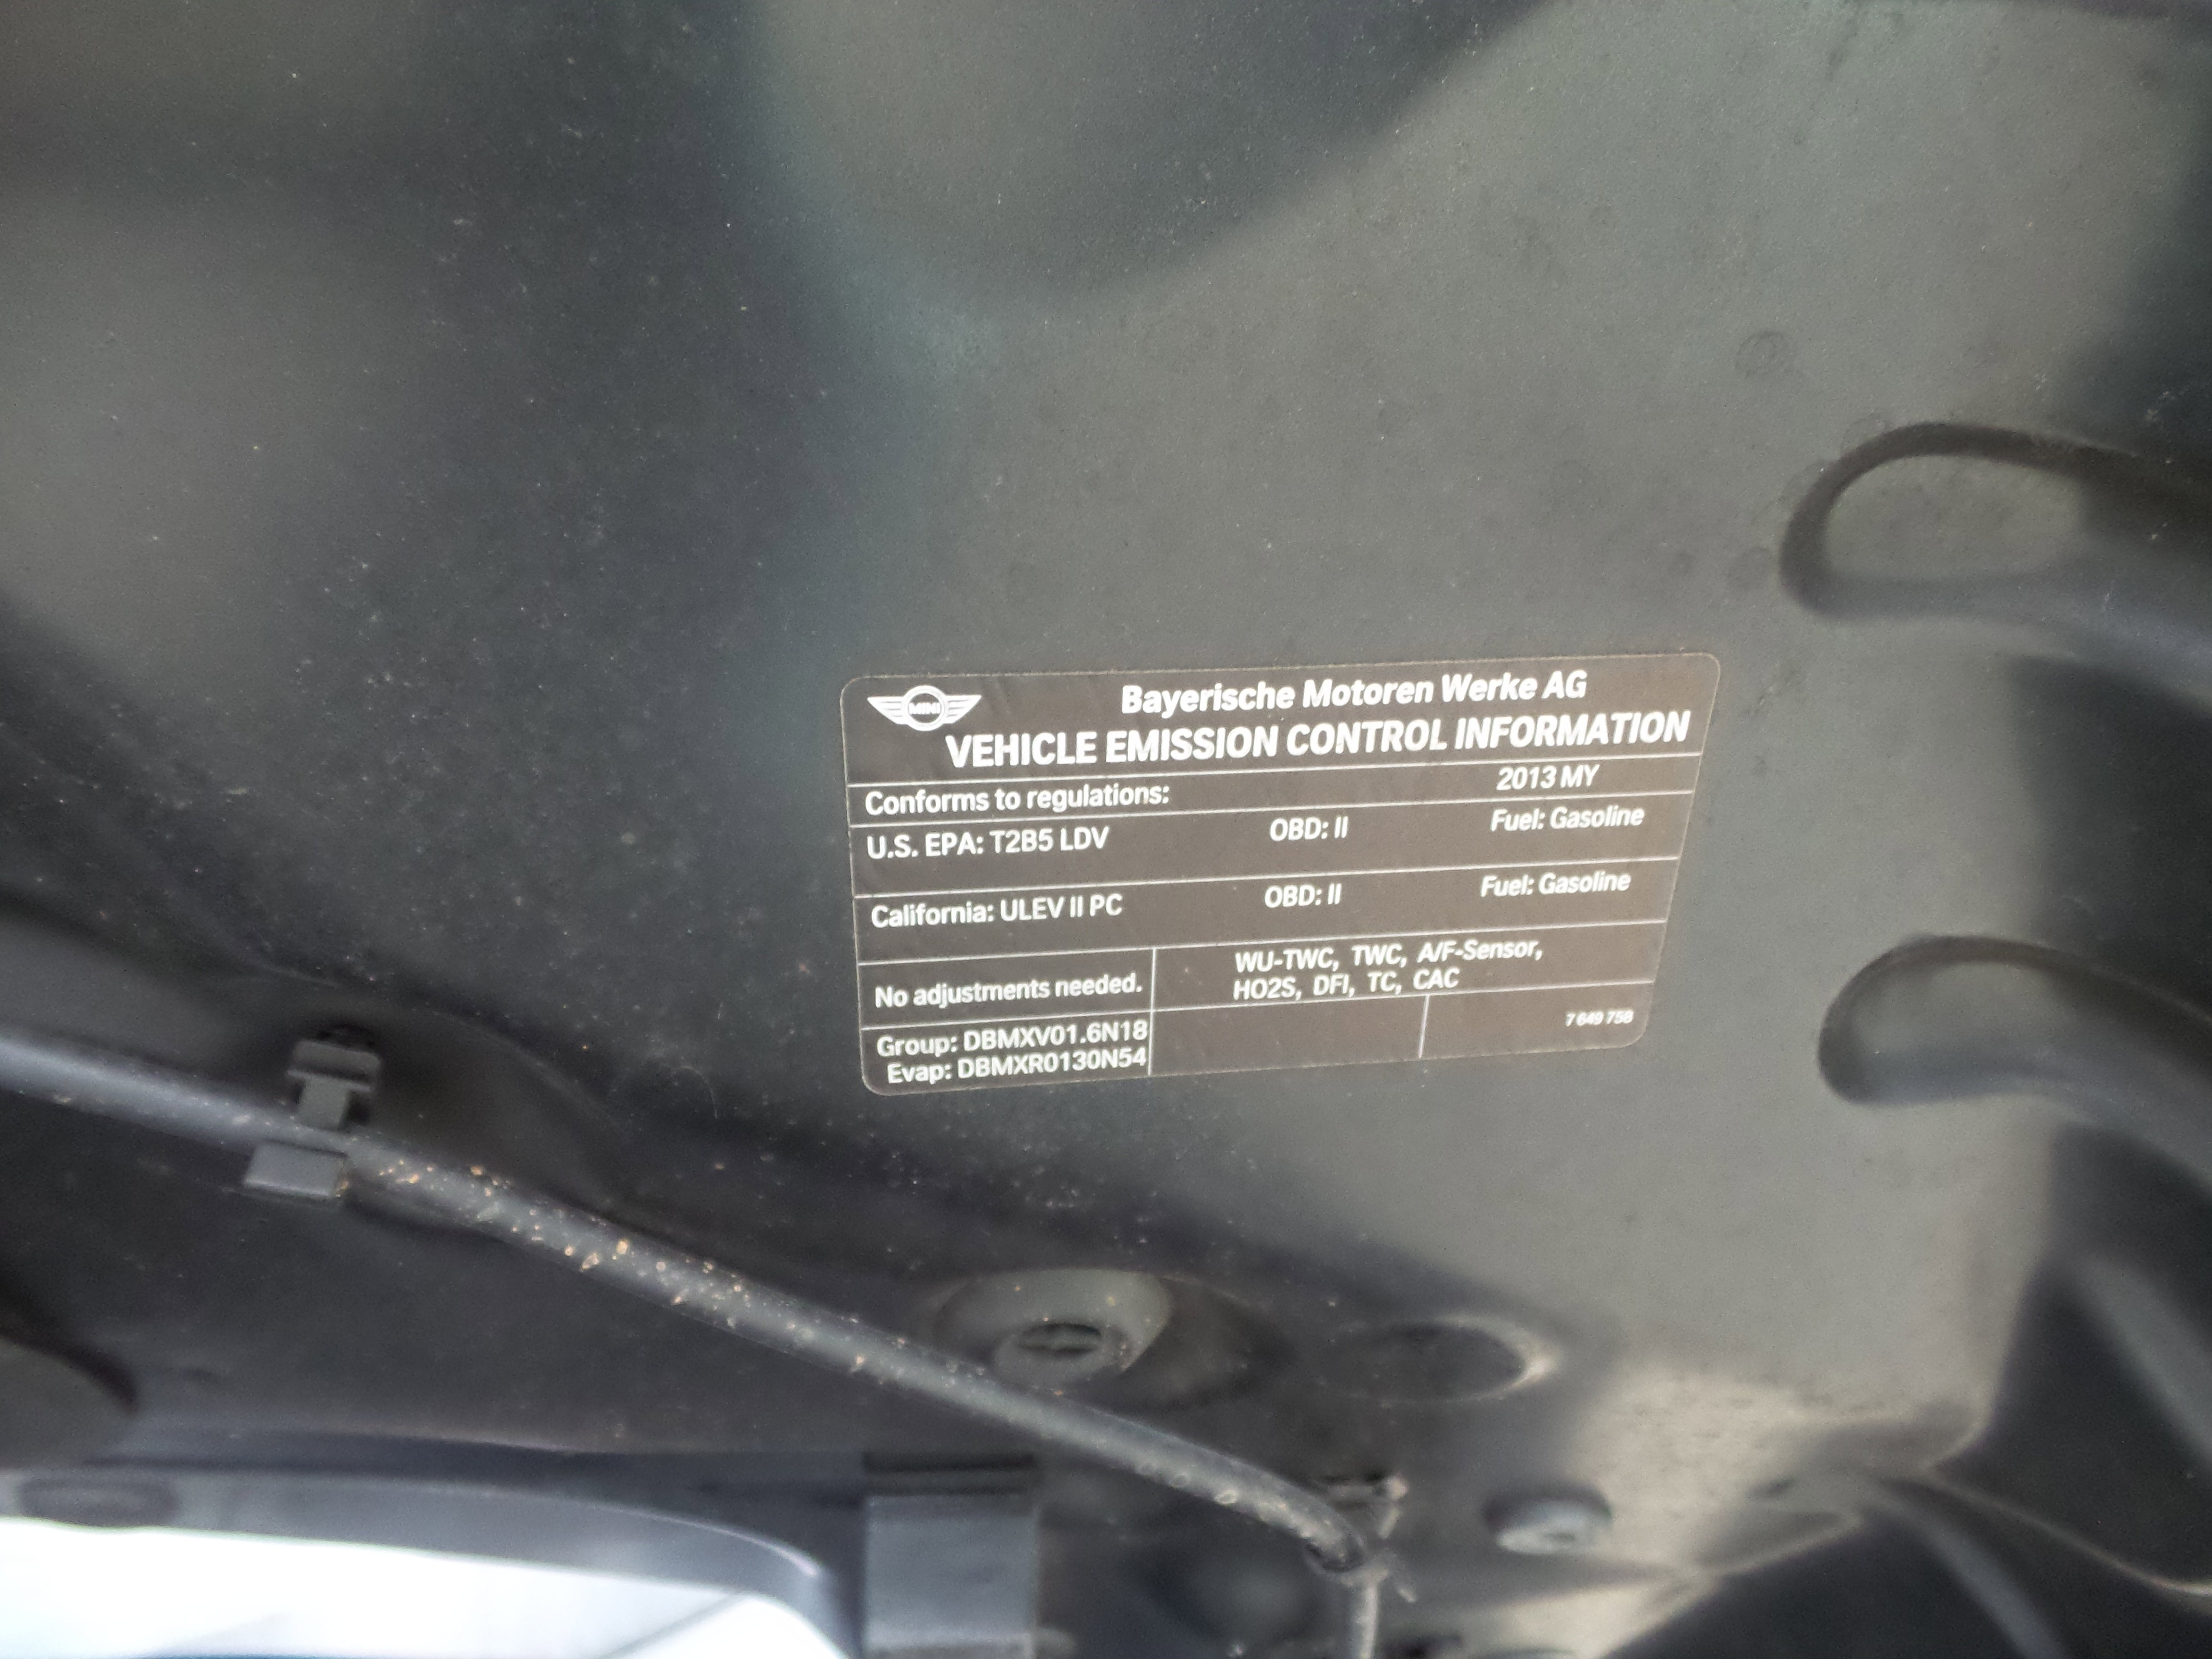 MINI
Bayerische Motoren Werke AG
VEHICLE EMISSION CONTROL INFORMATION
Conforms to regulations: 2013 MY
U.S. EPA: T2B5 LDV OBD: II Fuel: Gasoline
California: ULEV II PC OBD: II Fuel: Gasoline
No adjustments needed.
WU-TWC, TWC, A/F-Sensor,
HO2S, DFI, TC, CAC
Group: DBMXV01.6N18
Evap: DBMXR0130N54
7 649 758